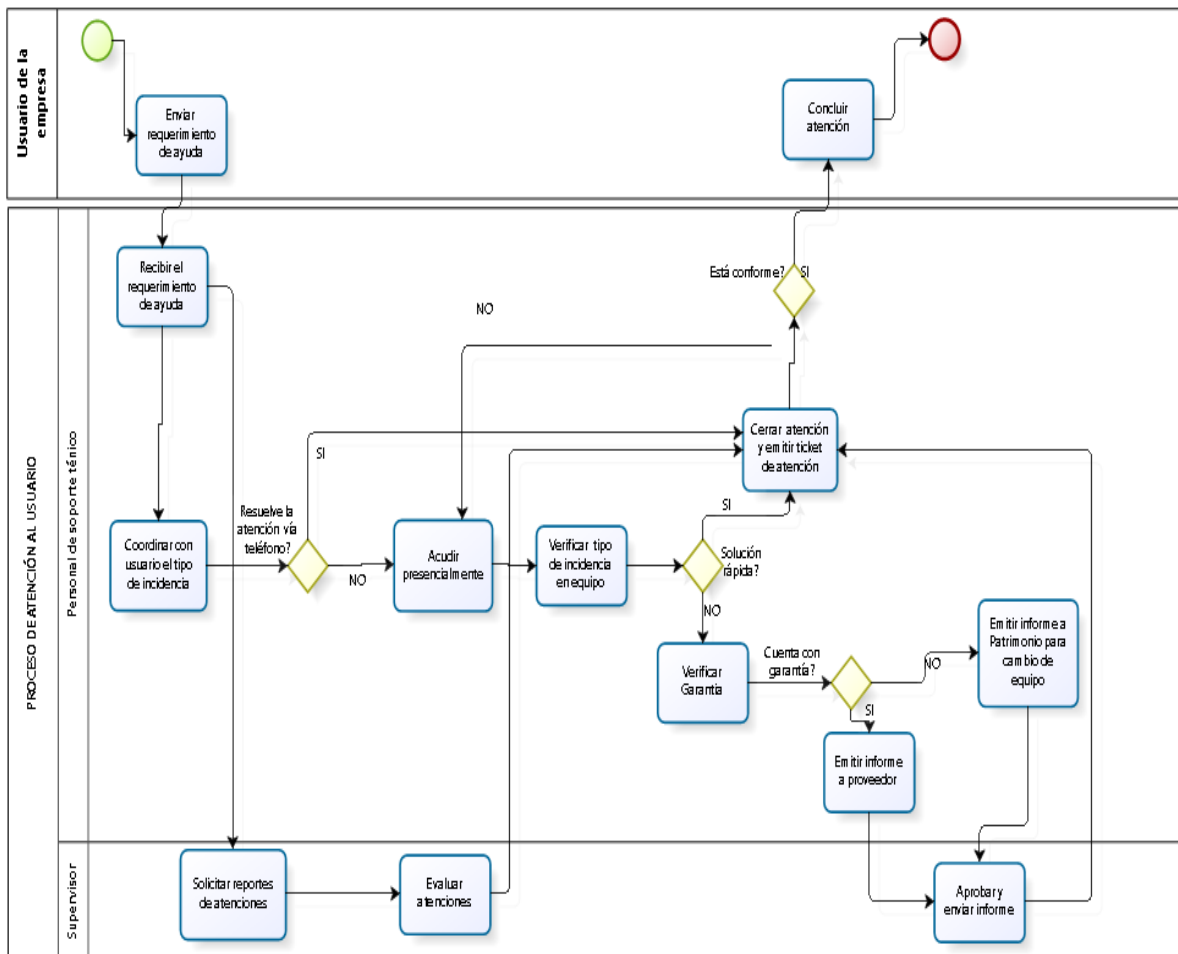 Usuario de la
empresa
Enviar
requerimiento
de ayuda
Concluir
atención
PROCESO DE ATENCIÓN AL USUARIO
Personal de soporte ténico
Recibir el
requerimiento
de ayuda
Está conforme?
SI
NO
Cerrar atención
y emitir ticket
de atención
SI
Resuelve la
atención vía
teléfono?
Coordinar con
usuario el tipo
de incidencia
NO
Acudir
presencialmente
Verificar tipo
de incidencia
en equipo
SI
Solución
rápida?
NO
Verificar
Garantía
Cuenta con
garantía?
NO
SI
Emitir informe a
Patrimonio para
cambio de
equipo
Emitir informe
a proveedor
Supervisor
Solicitar reportes
de atenciones
Evaluar
atenciones
Aprobar y
enviar informe